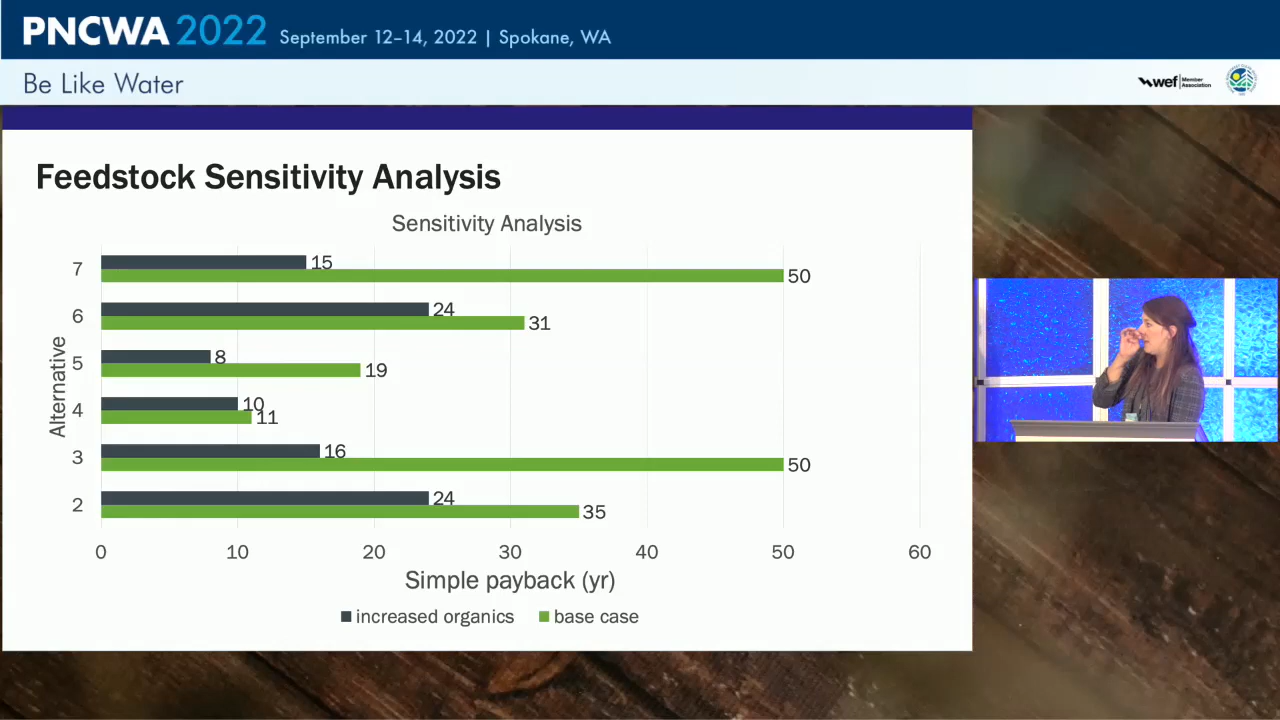 PNCWA 2022 September 12–14, 2022 | Spokane, WA
Be Like Water
wef Member Association
Feedstock Sensitivity Analysis
Sensitivity Analysis
Alternative
7
15
50
6
24
31
5
8
19
4
10
11
3
16
50
2
24
35
0 10 20 30 40 50 60
Simple payback (yr)
increased organics base case